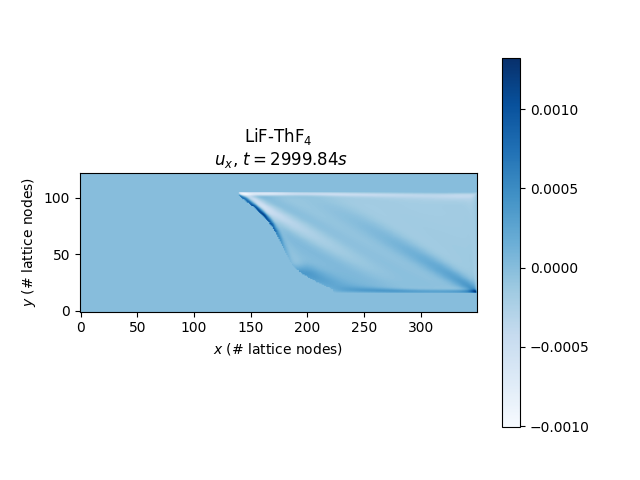 LiF-ThF₄
uₓ, t = 2999.84s
0.0010
0.0005
0.0000
−0.0005
−0.0010
100
50
0
y (# lattice nodes)
0 50 100 150 200 250 300
x (# lattice nodes)